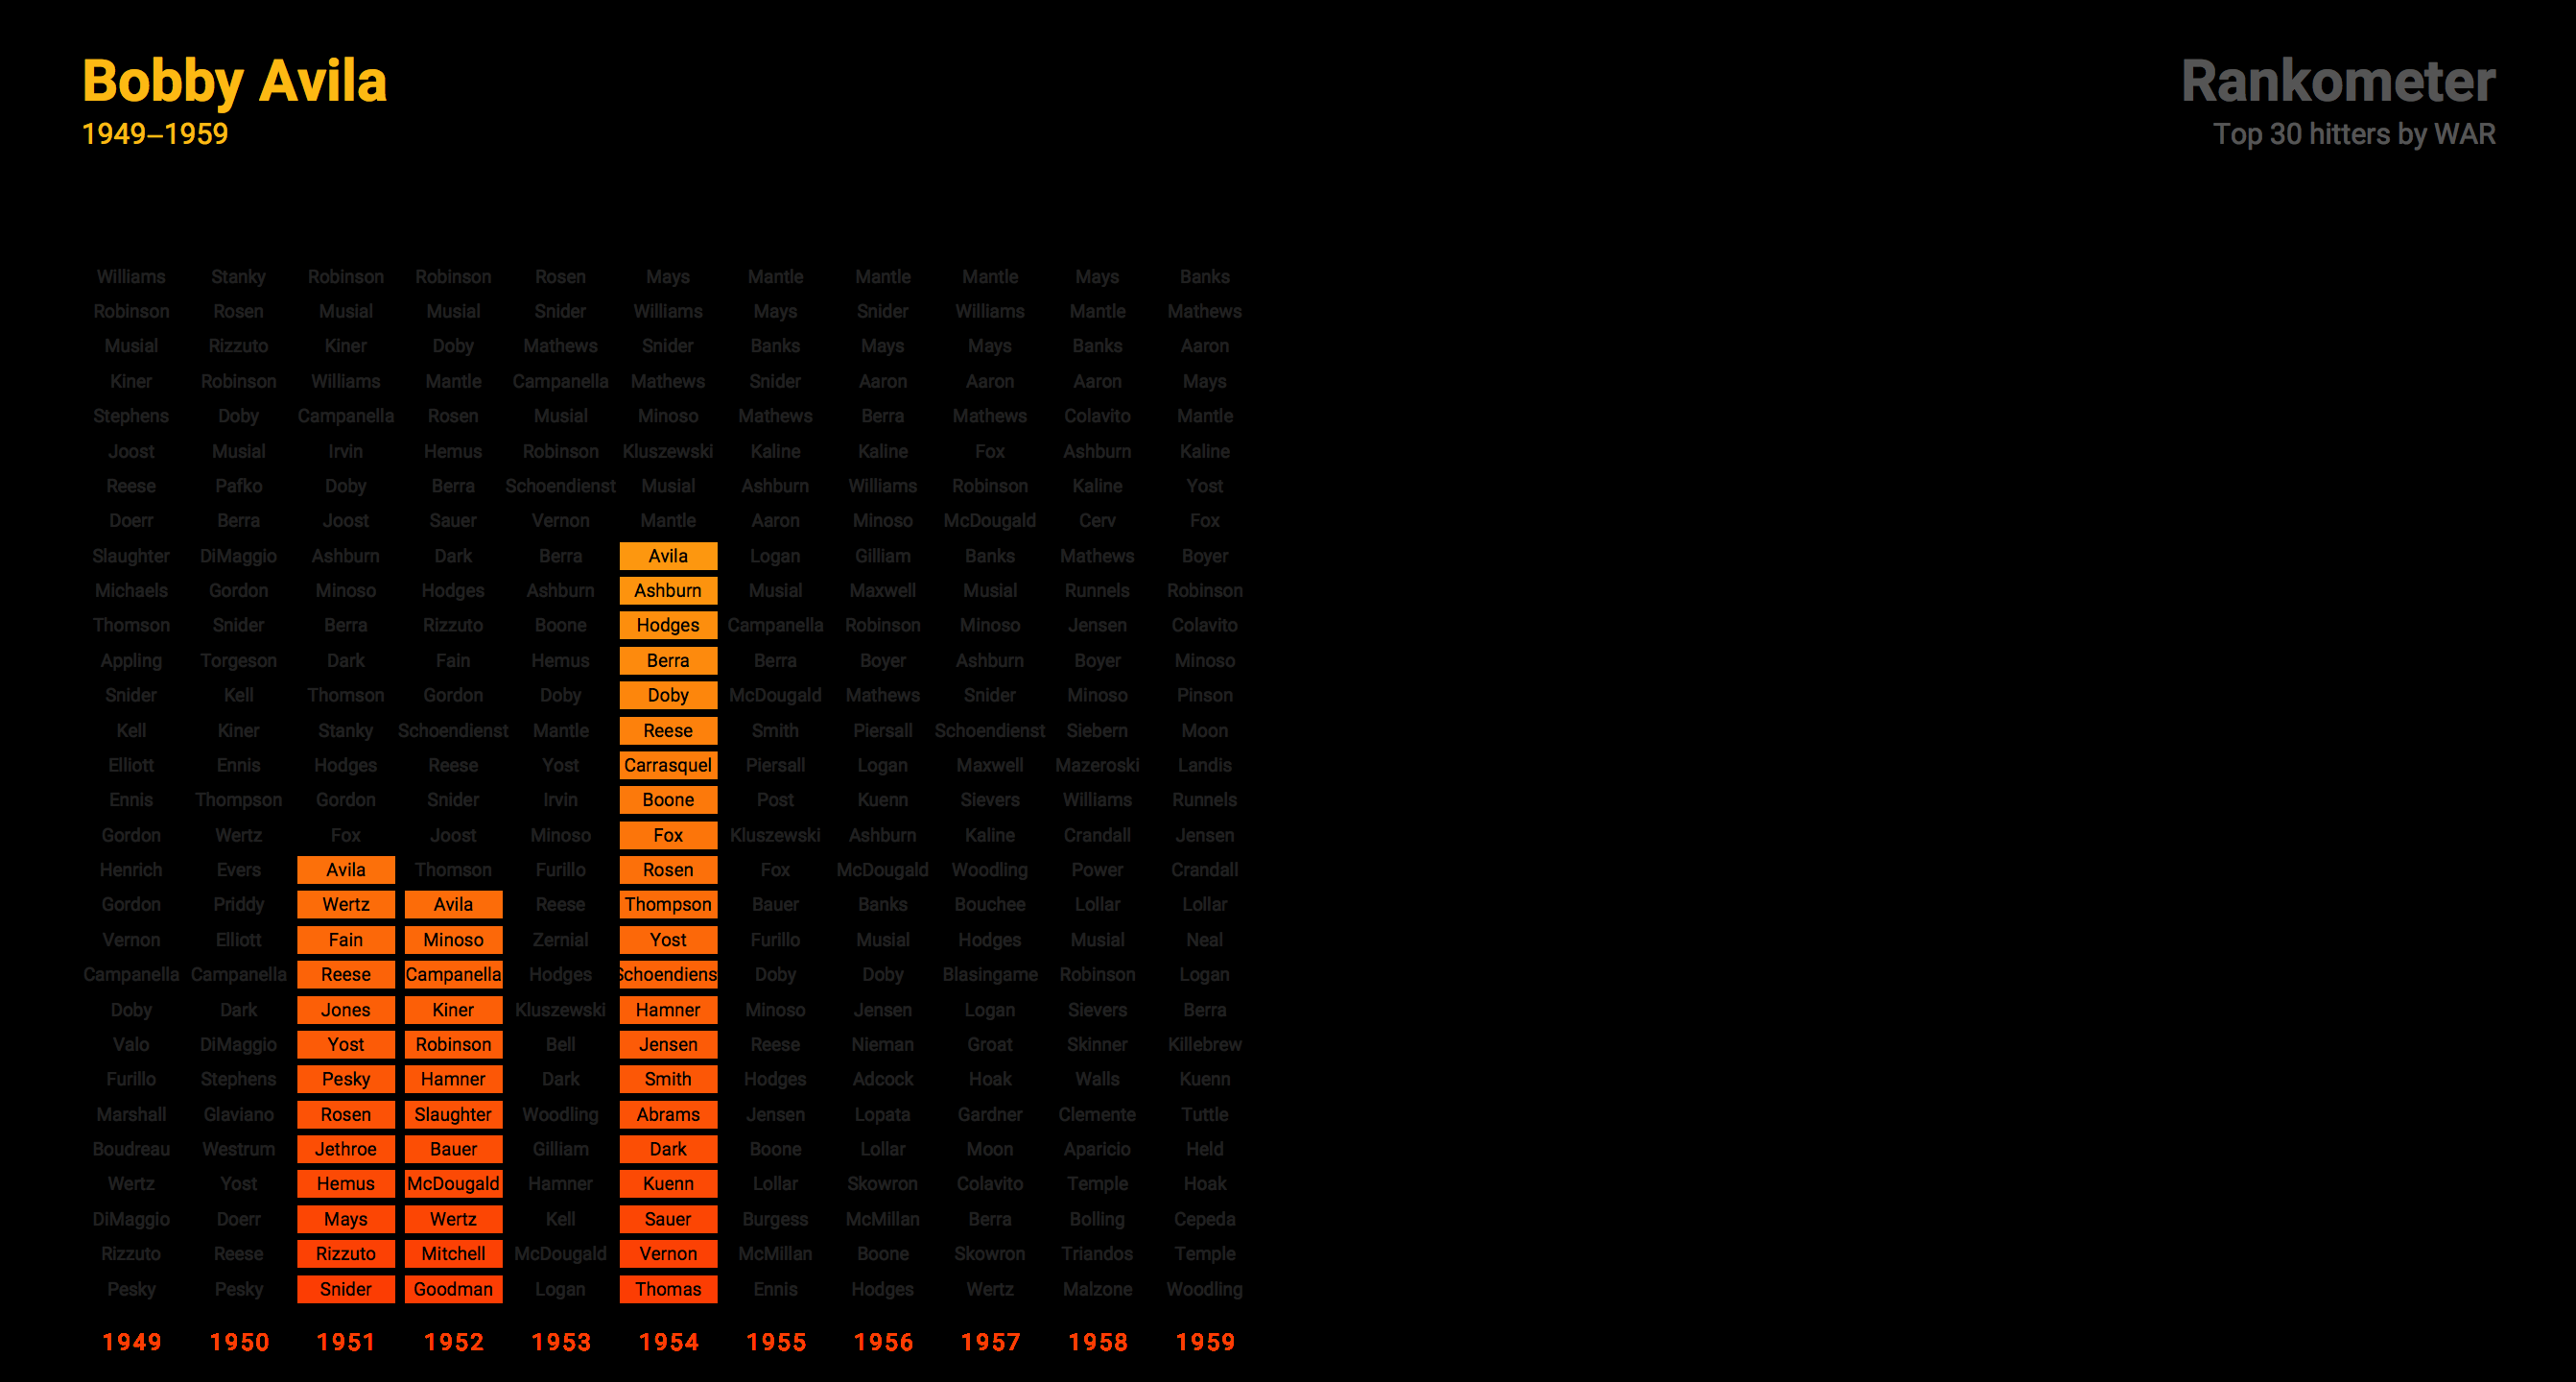 Bobby Avila
1949–1959
Rankometer
Top 30 hitters by WAR
Williams Stanky Robinson Robinson Rosen Mays Mantle Mantle Mantle Mays Banks
Robinson Rosen Musial Musial Snider Williams Mays Snider Williams Mantle Mathews
Musial Rizzuto Kiner Doby Mathews Snider Banks Mays Mays Banks Aaron
Kiner Robinson Williams Mantle Campanella Mathews Snider Aaron Aaron Aaron Mays
Stephens Doby Campanella Rosen Musial Minoso Mathews Berra Mathews Colavito Mantle
Joost Musial Irvin Hemus Robinson Kluszewski Kaline Kaline Fox Ashburn Kaline
Reese Pafko Doby Berra Schoendienst Musial Ashburn Williams Robinson Kaline Yost
Doerr Berra Joost Sauer Vernon Mantle Aaron Minoso McDougald Cerv Fox
Slaughter DiMaggio Ashburn Dark Berra Avila Logan Gilliam Banks Mathews Boyer
Michaels Gordon Minoso Hodges Ashburn Ashburn Musial Maxwell Musial Runnels Robinson
Thomson Snider Berra Rizzuto Boone Hodges Campanella Robinson Minoso Jensen Colavito
Appling Torgeson Dark Fain Hemus Berra Berra Boyer Ashburn Boyer Minoso
Snider Kell Thomson Gordon Doby Doby McDougald Mathews Snider Minoso Pinson
Kell Kiner Stanky Schoendienst Mantle Reese Smith Piersall Schoendienst Siebern Moon
Elliott Ennis Hodges Reese Yost Carrasquel Piersall Logan Maxwell Mazeroski Landis
Ennis Thompson Gordon Snider Irvin Boone Post Kuenn Sievers Williams Runnels
Gordon Wertz Fox Joost Minoso Fox Kluszewski Ashburn Kaline Crandall Jensen
Henrich Evers Avila Thomson Furillo Rosen Fox McDougald Woodling Power Crandall
Gordon Priddy Wertz Avila Reese Thompson Bauer Banks Bouchee Lollar Lollar
Vernon Elliott Fain Minoso Zernial Yost Furillo Musial Hodges Musial Neal
Campanella Campanella Reese Campanella Hodges Schoendiens Doby Doby Blasingame Robinson Logan
Doby Dark Jones Kiner Kluszewski Hamner Minoso Jensen Logan Sievers Berra
Valo DiMaggio Yost Robinson Bell Jensen Reese Nieman Groat Skinner Killebrew
Furillo Stephens Pesky Hamner Dark Smith Hodges Adcock Hoak Walls Kuenn
Marshall Glaviano Rosen Slaughter Woodling Abrams Jensen Lopata Gardner Clemente Tuttle
Boudreau Westrum Jethroe Bauer Gilliam Dark Boone Lollar Moon Aparicio Held
Wertz Yost Hemus McDougald Hamner Kuenn Lollar Skowron Colavito Temple Hoak
DiMaggio Doerr Mays Wertz Kell Sauer Burgess McMillan Berra Bolling Cepeda
Rizzuto Reese Rizzuto Mitchell McDougald Vernon McMillan Boone Skowron Triandos Temple
Pesky Pesky Snider Goodman Logan Thomas Ennis Hodges Wertz Malzone Woodling
1949 1950 1951 1952 1953 1954 1955 1956 1957 1958 1959